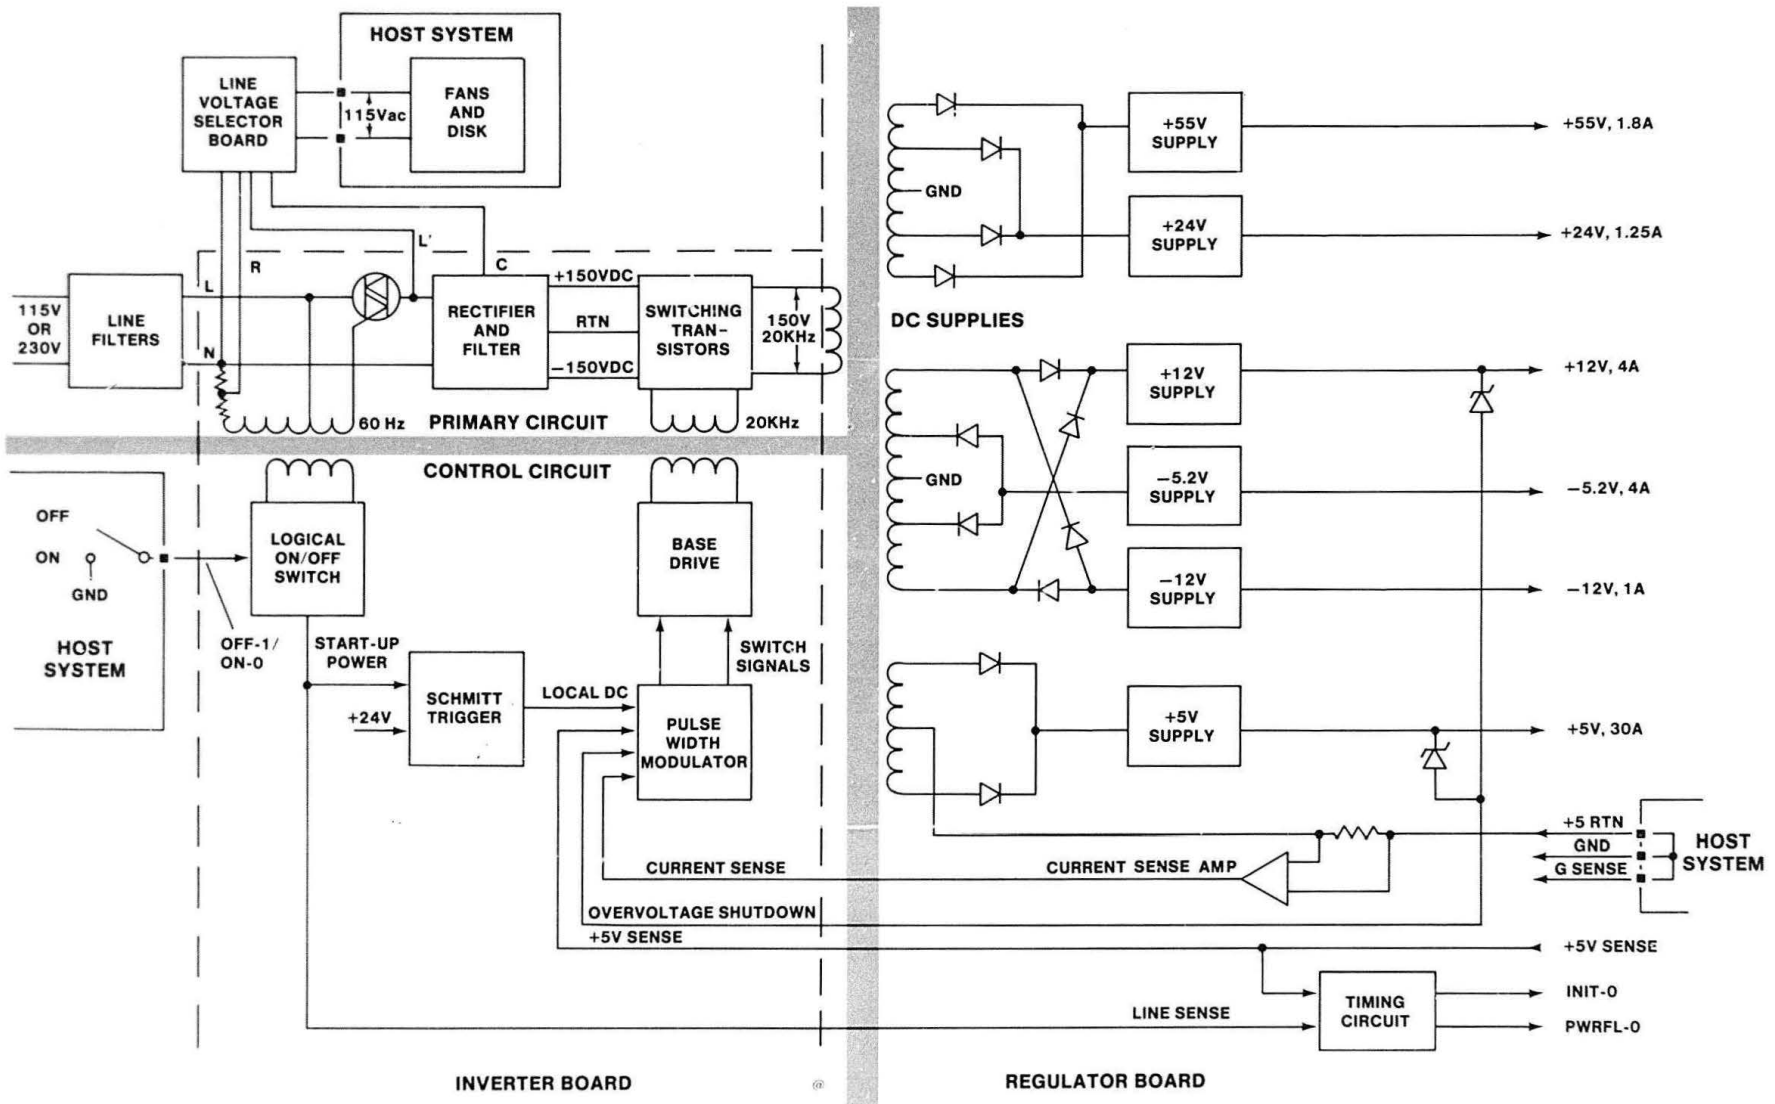 HOST SYSTEM
LINE
VOLTAGE
SELECTOR
BOARD
115Vac
FANS
AND
DISK
L'
R
C
L
N
115V
OR
230V
LINE
FILTERS
RECTIFIER
AND
FILTER
+150VDC
RTN
−150VDC
SWITCHING
TRAN-
SISTORS
150V
20KHz
60 Hz
PRIMARY CIRCUIT
20KHz
CONTROL CIRCUIT
OFF
ON
GND
HOST
SYSTEM
OFF-1/
ON-0
LOGICAL
ON/OFF
SWITCH
START-UP
POWER
+24V
SCHMITT
TRIGGER
LOCAL DC
BASE
DRIVE
SWITCH
SIGNALS
PULSE
WIDTH
MODULATOR
CURRENT SENSE
OVERVOLTAGE SHUTDOWN
+5V SENSE
INVERTER BOARD
@
GND
+55V
SUPPLY
+55V, 1.8A
+24V
SUPPLY
+24V, 1.25A
DC SUPPLIES
+12V
SUPPLY
+12V, 4A
GND
−5.2V
SUPPLY
−5.2V, 4A
−12V
SUPPLY
−12V, 1A
+5V
SUPPLY
+5V, 30A
+5 RTN
GND
G SENSE
HOST
SYSTEM
CURRENT SENSE AMP
+5V SENSE
LINE SENSE
TIMING
CIRCUIT
INIT-0
PWRFL-0
REGULATOR BOARD